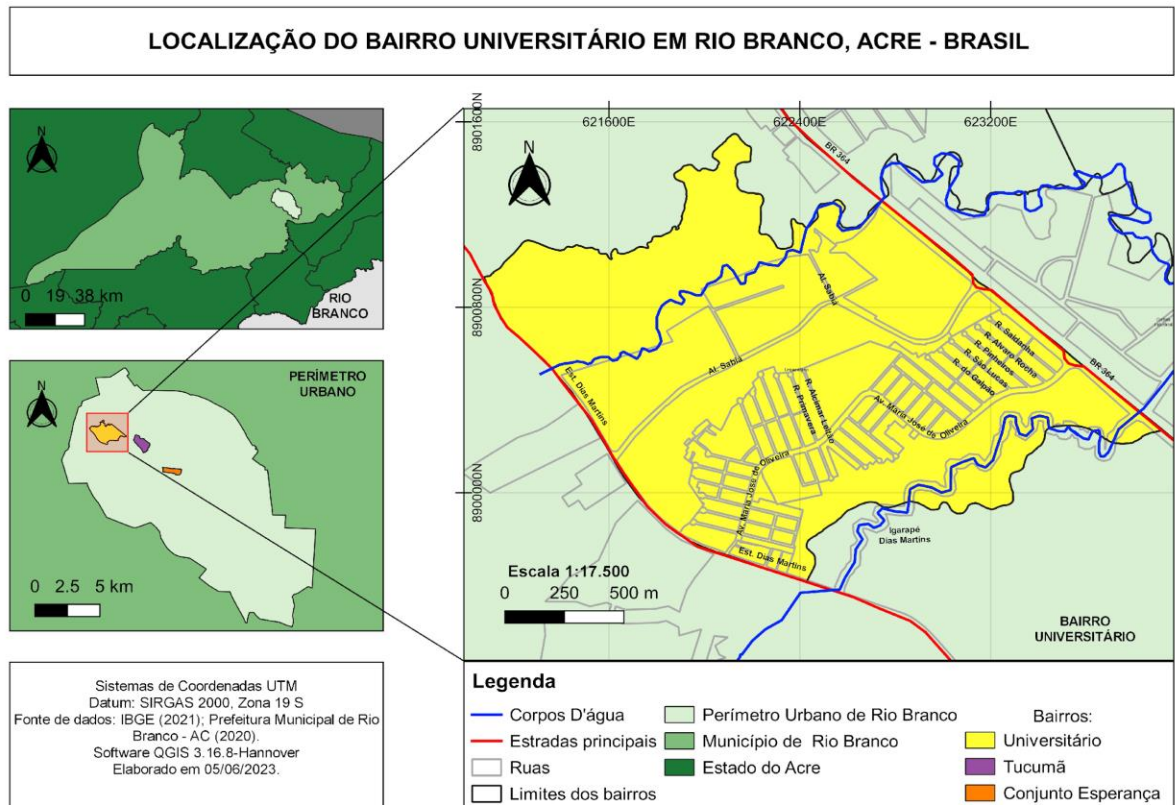 LOCALIZAÇÃO DO BAIRRO UNIVERSITÁRIO EM RIO BRANCO, ACRE - BRASIL
N
0 19 38 km
RIO
BRANCO
N
PERÍMETRO
URBANO
0 2.5 5 km
Sistemas de Coordenadas UTM
Datum: SIRGAS 2000, Zona 19 S
Fonte de dados: IBGE (2021); Prefeitura Municipal de Rio
Branco - AC (2020).
Software QGIS 3.16.8-Hannover
Elaborado em 05/06/2023.
621600E
622400E
623200E
8901600N
8900800N
8900000N
N
BR 364
Al. Sabiá
Al. Sabiá
Est. Dias Martins
R. Saldanha
R. Alvaro Rocha
R. Pinheiros
R. São Lucas
R. do Galpão
BR-364
R. Alcimar Leitão
R. Pranavera
Av. Maria José de Oliveira
Av. Maria José de Oliveira
Est. Dias Martins
Igarapé
Dias Martins
Escala 1:17.500
0 250 500 m
BAIRRO
UNIVERSITÁRIO
Legenda
Corpos D'água
Estradas principais
Ruas
Limites dos bairros
Perímetro Urbano de Rio Branco
Município de Rio Branco
Estado do Acre
Bairros:
Universitário
Tucumã
Conjunto Esperança